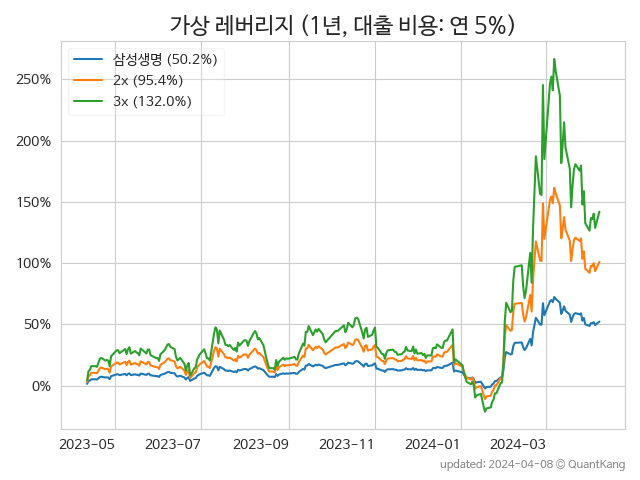 가상 레버리지 (1년, 대출 비용: 연 5%)
삼성생명 (50.2%)
2x (95.4%)
3x (132.0%)
250%
200%
150%
100%
50%
0%
2023-05 2023-07 2023-09 2023-11 2024-01 2024-03
updated: 2024-04-08 © QuantKang